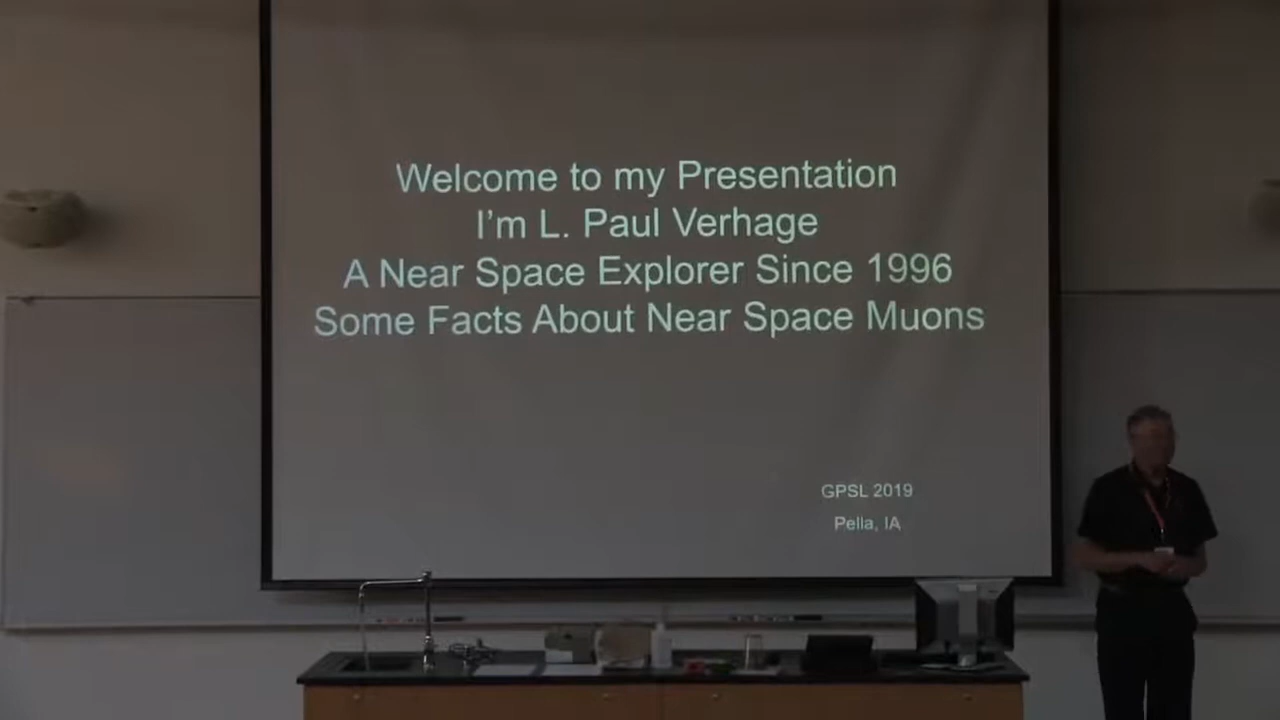 Welcome to my Presentation
I'm L. Paul Verhage
A Near Space Explorer Since 1996
Some Facts About Near Space Muons
GPSL 2019
Pella, IA